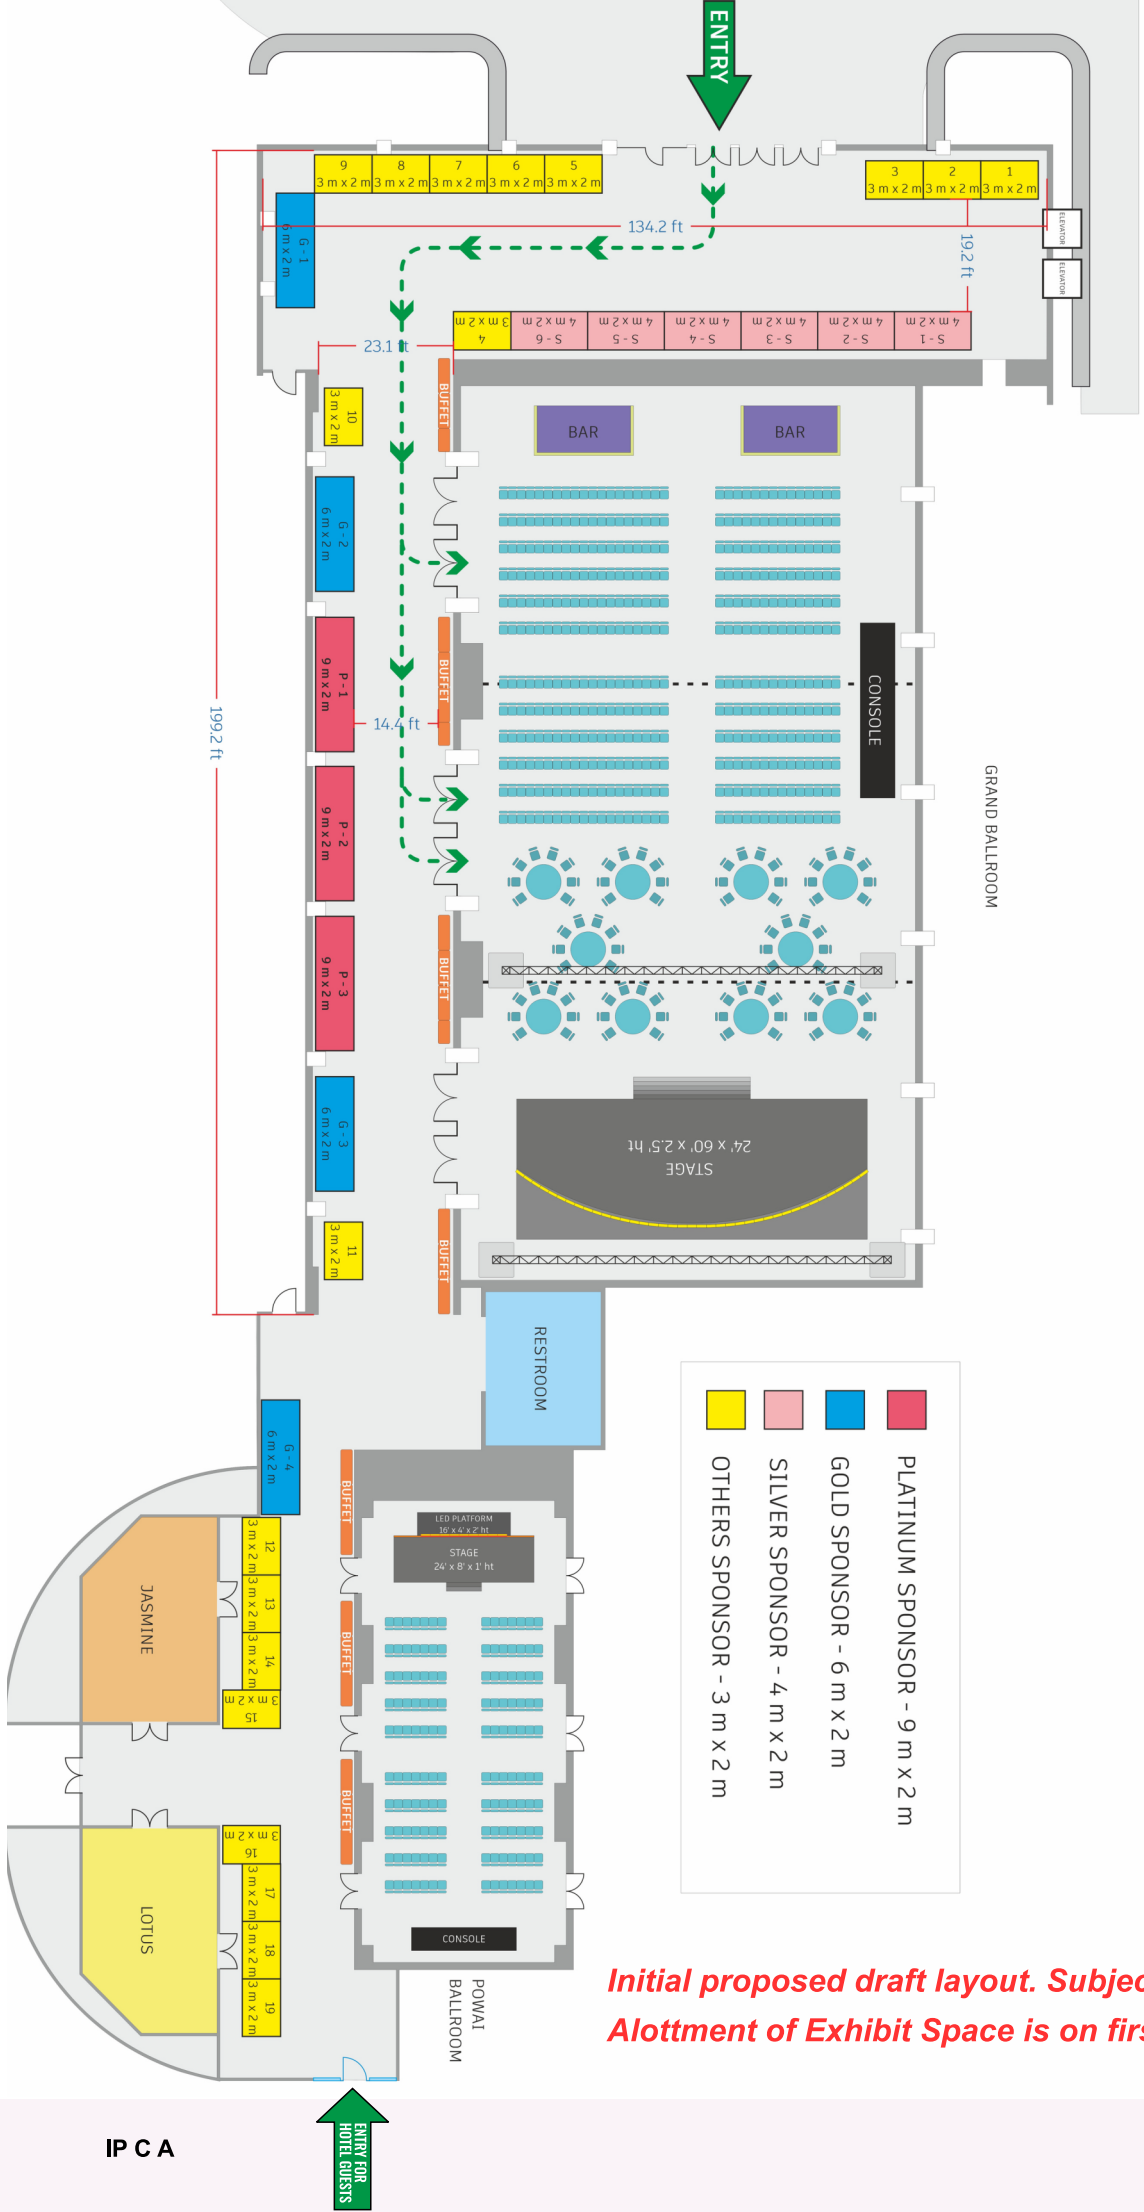 ENTRY
9
3 m x 2 m
8
3 m x 2 m
7
3 m x 2 m
6
3 m x 2 m
5
3 m x 2 m
3
3 m x 2 m
2
3 m x 2 m
1
3 m x 2 m
G - 1
6 m x 2 m
134.2 ft
19.2 ft
ELEVATOR
ELEVATOR
4
3 m x 2 m
S - 6
4 m x 2 m
S - 5
4 m x 2 m
S - 4
4 m x 2 m
S - 3
4 m x 2 m
S - 2
4 m x 2 m
S - 1
4 m x 2 m
23.1 ft
10
3 m x 2 m
BUFFET
BAR
BAR
G - 2
6 m x 2 m
P - 1
9 m x 2 m
BUFFET
CONSOLE
199.2 ft
14.4 ft
GRAND BALLROOM
P - 2
9 m x 2 m
P - 3
9 m x 2 m
BUFFET
G - 3
6 m x 2 m
STAGE
24' x 60' x 2.5' ht
11
3 m x 2 m
BUFFET
RESTROOM
PLATINUM SPONSOR - 9 m x 2 m
GOLD SPONSOR - 6 m x 2 m
SILVER SPONSOR - 4 m x 2 m
OTHERS SPONSOR - 3 m x 2 m
G - 4
6 m x 2 m
BUFFET
LED PLATFORM
16' x 4' x 2' ht
STAGE
24' x 8' x 1' ht
12
3 m x 2 m
13
3 m x 2 m
14
3 m x 2 m
15
3 m x 2 m
JASMINE
BUFFET
BUFFET
16
3 m x 2 m
17
3 m x 2 m
18
3 m x 2 m
19
3 m x 2 m
LOTUS
CONSOLE
POWAI
BALLROOM
Initial proposed draft layout. Subjec
Alottment of Exhibit Space is on firs
IP C A
ENTRY FOR
HOTEL GUESTS